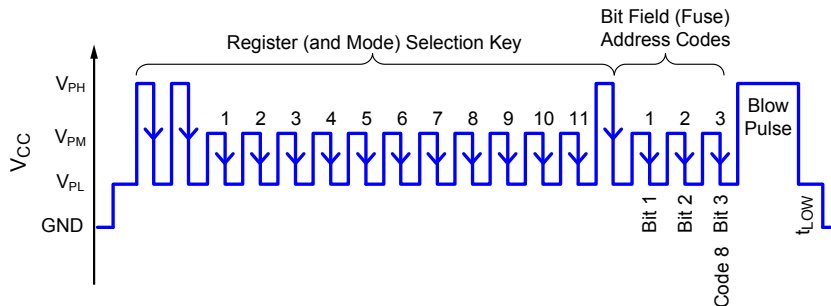 Bit Field (Fuse)
Register (and Mode) Selection Key
Address Codes
VPH
1 2 3 4 5 6 7 8 9 10 11 1 2 3
Blow
Pulse
VPM
VCC
VPL
GND
Bit 1
Bit 2
Bit 3
Code 8
tLOW